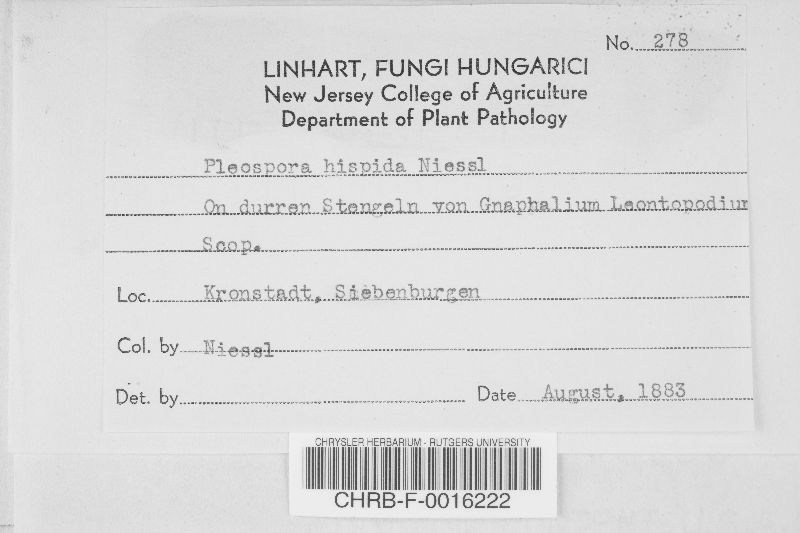 No. 278
LINHART, FUNGI HUNGARICI
New Jersey College of Agriculture
Department of Plant Pathology
Pleospora hispida Niessl
On durren Stengeln von Gnaphalium Leontopodium
Scop.
Loc. Kronstadt, Siebenburgen
Col. by Niessl
Det. by
Date August, 1883
CHRYSLER HERBARIUM - RUTGERS UNIVERSITY
CHRB-F-0016222